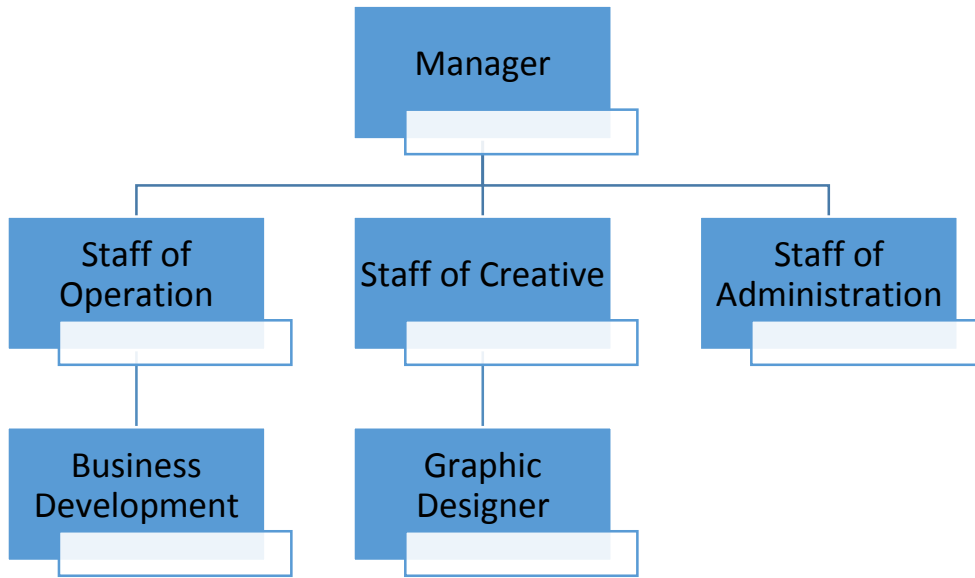 Manager
Staff of
Operation
Staff of Creative
Staff of
Administration
Business
Development
Graphic
Designer